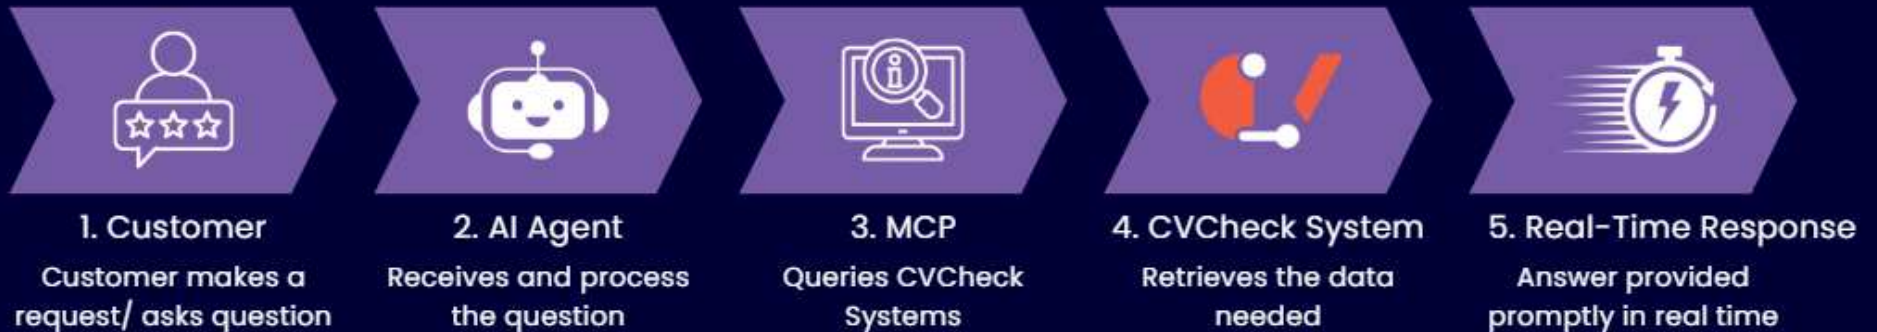 1. Customer
Customer makes a
request/ asks question
2. AI Agent
Receives and process
the question
3. MCP
Queries CVCheck
Systems
4. CVCheck System
Retrieves the data
needed
5. Real-Time Response
Answer provided
promptly in real time